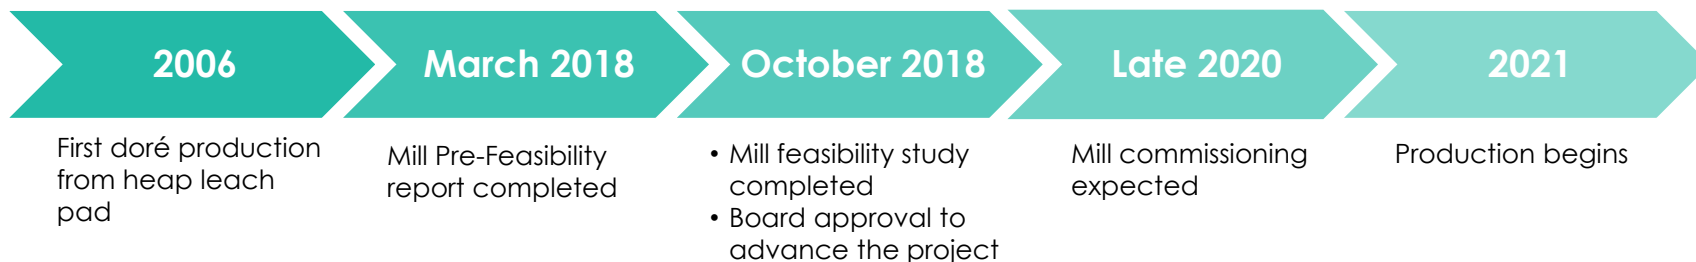 2006
First doré production
from heap leach
pad
March 2018
Mill Pre-Feasibility
report completed
October 2018
• Mill feasibility study
completed
• Board approval to
advance the project
Late 2020
Mill commissioning
expected
2021
Production begins